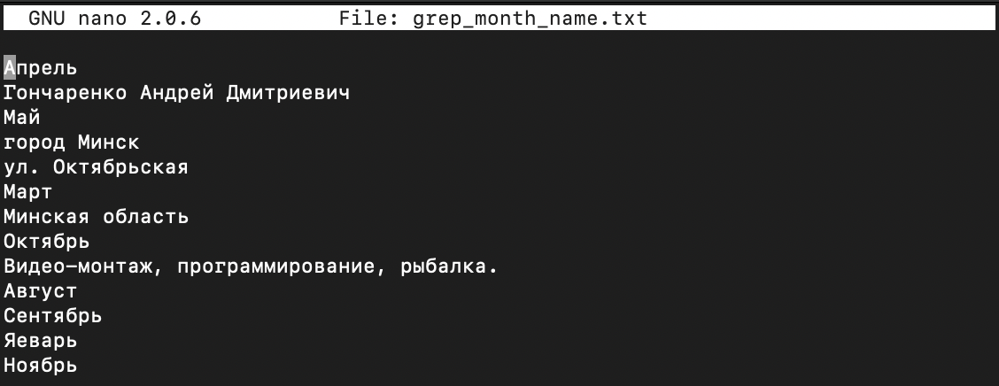 GNU nano 2.0.6 File: grep_month_name.txt
Апрель
Гончаренко Андрей Дмитриевич
Май
город Минск
ул. Октябрьская
Март
Минская область
Октябрь
Видео-монтаж, программирование, рыбалка.
Август
Сентябрь
Яеварь
Ноябрь